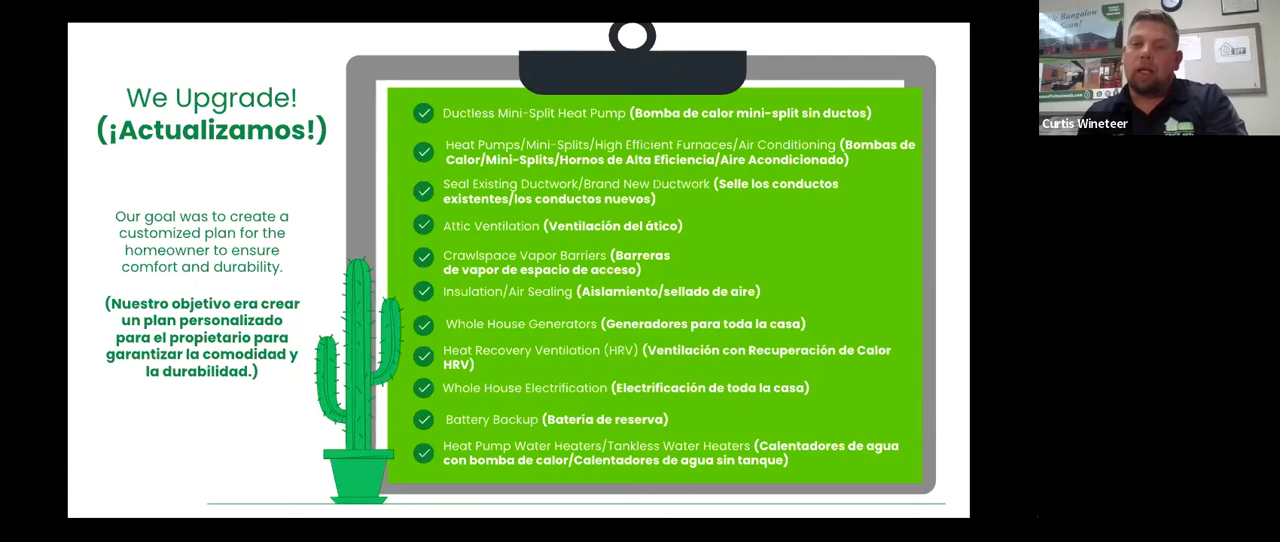 We Upgrade!
(¡Actualizamos!)
Our goal was to create a
customized plan for the
homeowner to ensure
comfort and durability.
(Nuestro objetivo era crear
un plan personalizado
para el propietario para
garantizar la comodidad y
la durabilidad.)
Ductless Mini-Split Heat Pump (Bomba de calor mini-split sin ductos)
Heat Pumps/Mini-Splits/High Efficient Furnaces/Air Conditioning (Bombas de
Calor/Mini-Splits/Hornos de Alta Eficiencia/Aire Acondicionado)
Seal Existing Ductwork/Brand New Ductwork (Selle los conductos
existentes/los conductos nuevos)
Attic Ventilation (Ventilación del ático)
Crawlspace Vapor Barriers (Barreras
de vapor de espacio de acceso)
Insulation/Air Sealing (Aislamiento/sellado de aire)
Whole House Generators (Generadores para toda la casa)
Heat Recovery Ventilation (HRV) (Ventilación con Recuperación de Calor
HRV)
Whole House Electrification (Electrificación de toda la casa)
Battery Backup (Batería de reserva)
Heat Pump Water Heaters/Tankless Water Heaters (Calentadores de agua
con bomba de calor/Calentadores de agua sin tanque)
Bungalow
Curtis Wineteer